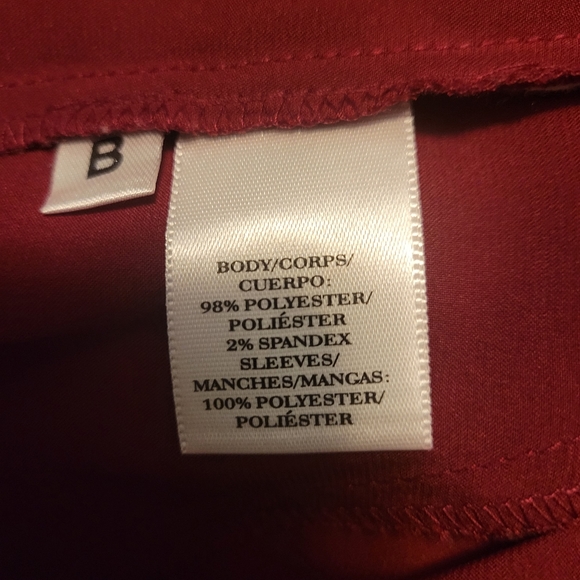 B
BODY/CORPS/
CUERPO:
98% POLYESTER/
POLIÉSTER
2% SPANDEX
SLEEVES/
MANCHES/MANGAS:
100% POLYESTER/
POLIÉSTER